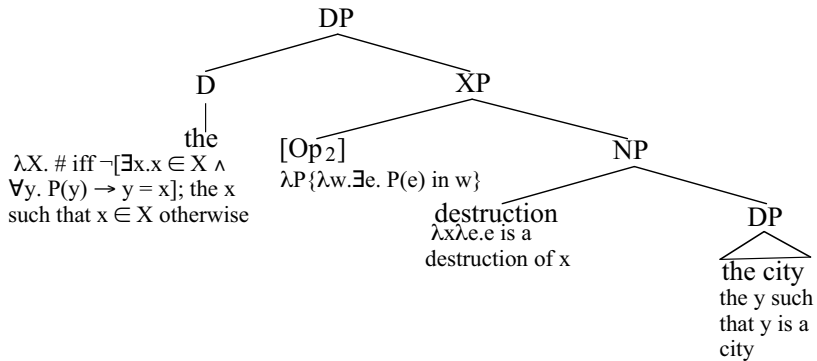 DP
D
XP
the
λX. # iff ¬[∃x.x ∈ X ∧
∀y. P(y) → y = x]; the x
such that x ∈ X otherwise
[Op2]
λP{λw.∃e. P(e) in w}
NP
destruction
λxλe.e is a
destruction of x
DP
the city
the y such
that y is a
city